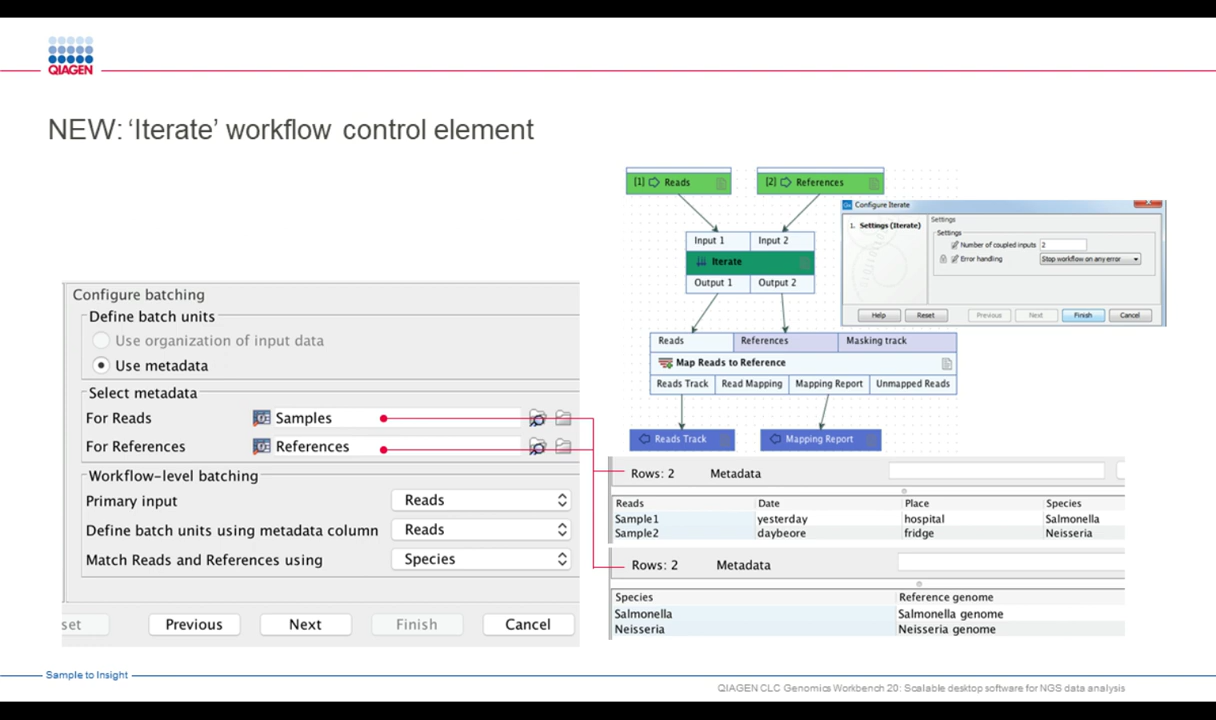 QIAGEN
NEW: ‘Iterate’ workflow control element
Configure batching
Define batch units
Use organization of input data
Use metadata
Select metadata
For Reads Samples
For References References
Workflow-level batching
Primary input Reads
Define batch units using metadata column Reads
Match Reads and References using Species
set Previous Next Finish Cancel
[1] Reads [2] References
Input 1 Input 2
Iterate
Output 1 Output 2
Reads References Masking track
Map Reads to Reference
Reads Track Read Mapping Mapping Report Unmapped Reads
Reads Track Mapping Report
Configure Iterate
1. Settings (Iterate)
Settings
Settings
Number of coupled inputs 2
Error handling Stop workflow on any error
Help Reset Previous Next Finish Cancel
Rows: 2 Metadata
Reads Date Place Species
Sample1 yesterday hospital Salmonella
Sample2 daybeore fridge Neisseria
Rows: 2 Metadata
Species Reference genome
Salmonella Salmonella genome
Neisseria Neisseria genome
Sample to Insight
QIAGEN CLC Genomics Workbench 20: Scalable desktop software for NGS data analysis